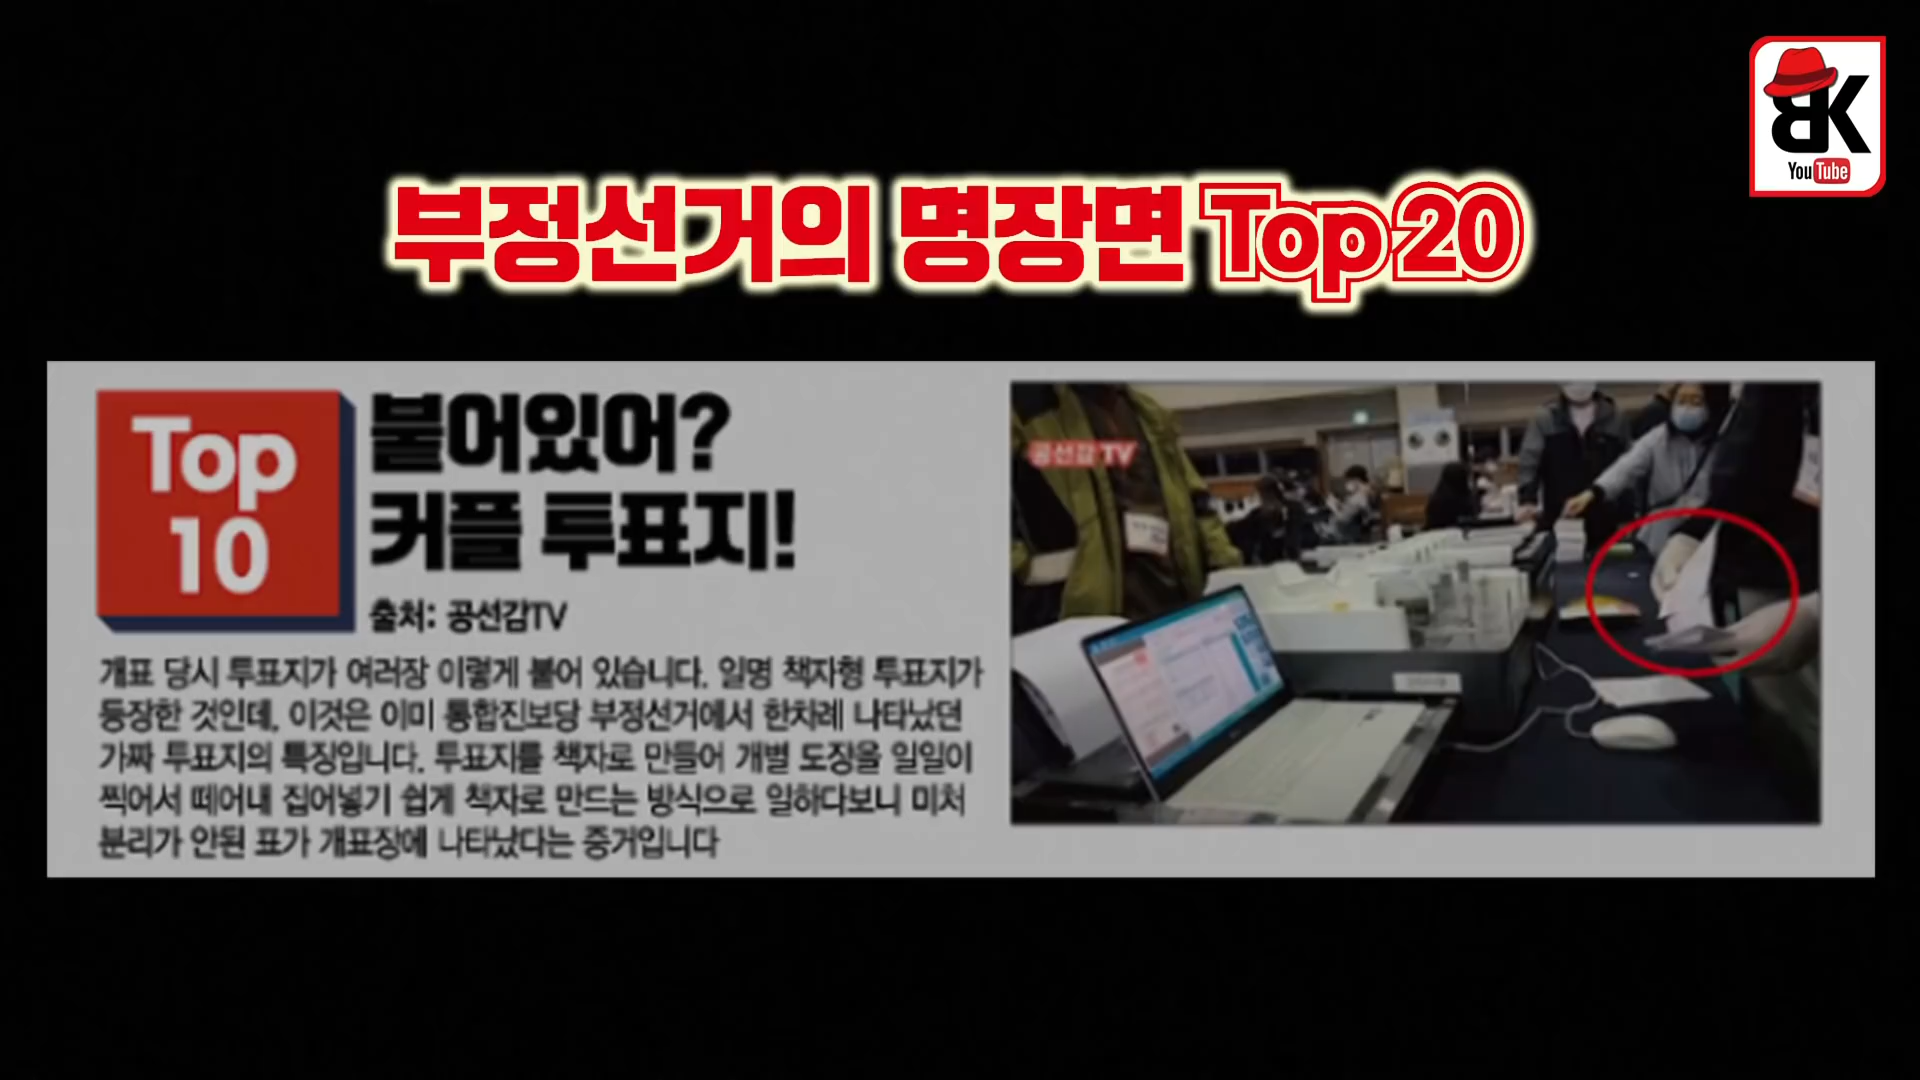 BK
YouTube
부정선거의 명장면 Top 20
Top
10
붙어있어?
커플 투표지!
출처: 공선감TV
개표 당시 투표지가 여러장 이렇게 붙어 있습니다. 일명 책자형 투표지가
등장한 것인데, 이것은 이미 통합진보당 부정선거에서 한차례 나타났던
가짜 투표지의 특징입니다. 투표지를 책자로 만들어 개별 도장을 일일이
찍어서 떼어내 집어넣기 쉽게 책자로 만드는 방식으로 일하다보니 미처
분리가 안된 표가 개표장에 나타났다는 증거입니다
공선감TV